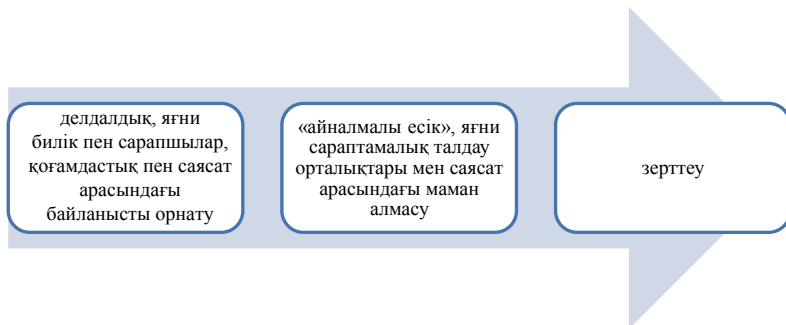 делдалдық, яғни
билік пен сарапшылар,
қоғамдастық пен саясат
арасындағы
байланысты орнату
«айналмалы есік», яғни
сараптамалық талдау
орталықтары мен саясат
арасындағы маман
алмасу
зерттеу